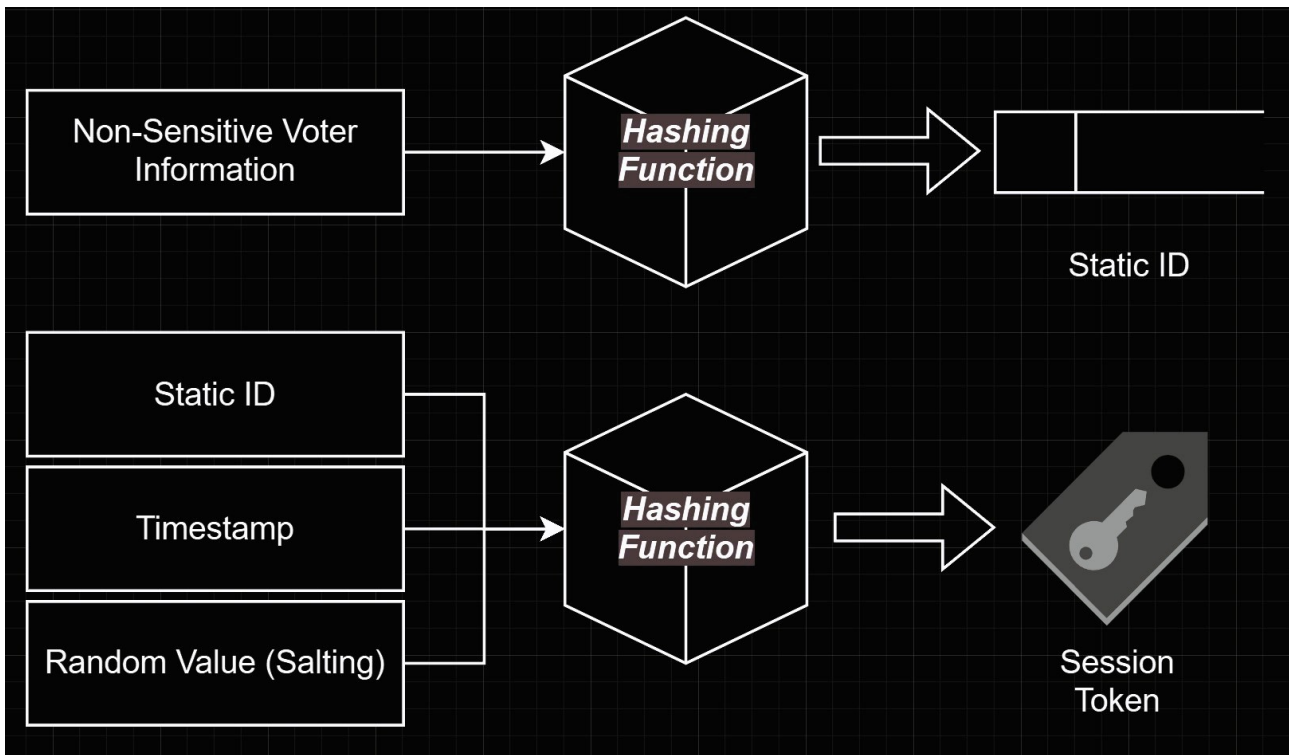 Non-Sensitive Voter
Information
Hashing
Function
Static ID
Static ID
Timestamp
Random Value (Salting)
Hashing
Function
Session
Token